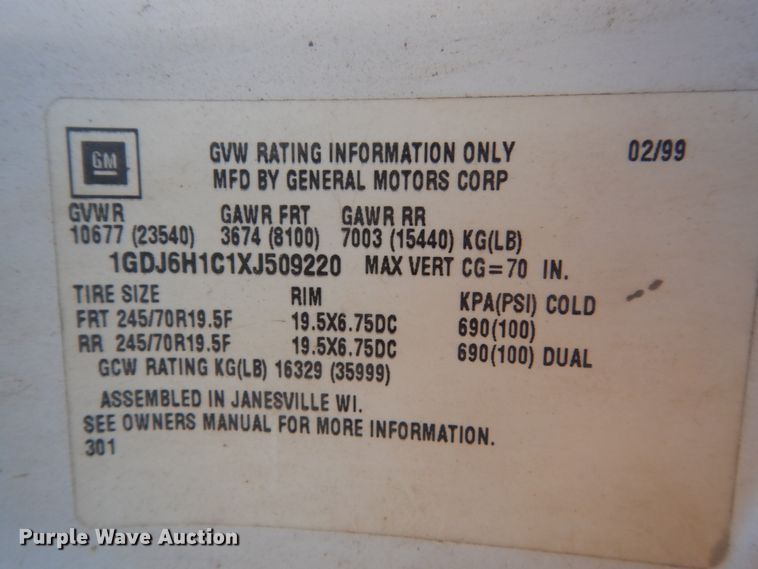 GM
GVW RATING INFORMATION ONLY 02/99
MFD BY GENERAL MOTORS CORP
GVWR GAWR FRT GAWR RR
10677 (23540) 3674 (8100) 7003 (15440) KG(LB)
1GDJ6H1C1XJ509220 MAX VERT CG=70 IN.
TIRE SIZE RIM KPA(PSI) COLD
FRT 245/70R19.5F 19.5X6.75DC 690(100)
RR 245/70R19.5F 19.5X6.75DC 690(100) DUAL
GCW RATING KG(LB) 16329 (35999)
ASSEMBLED IN JANESVILLE WI.
SEE OWNERS MANUAL FOR MORE INFORMATION.
301
Purple Wave Auction